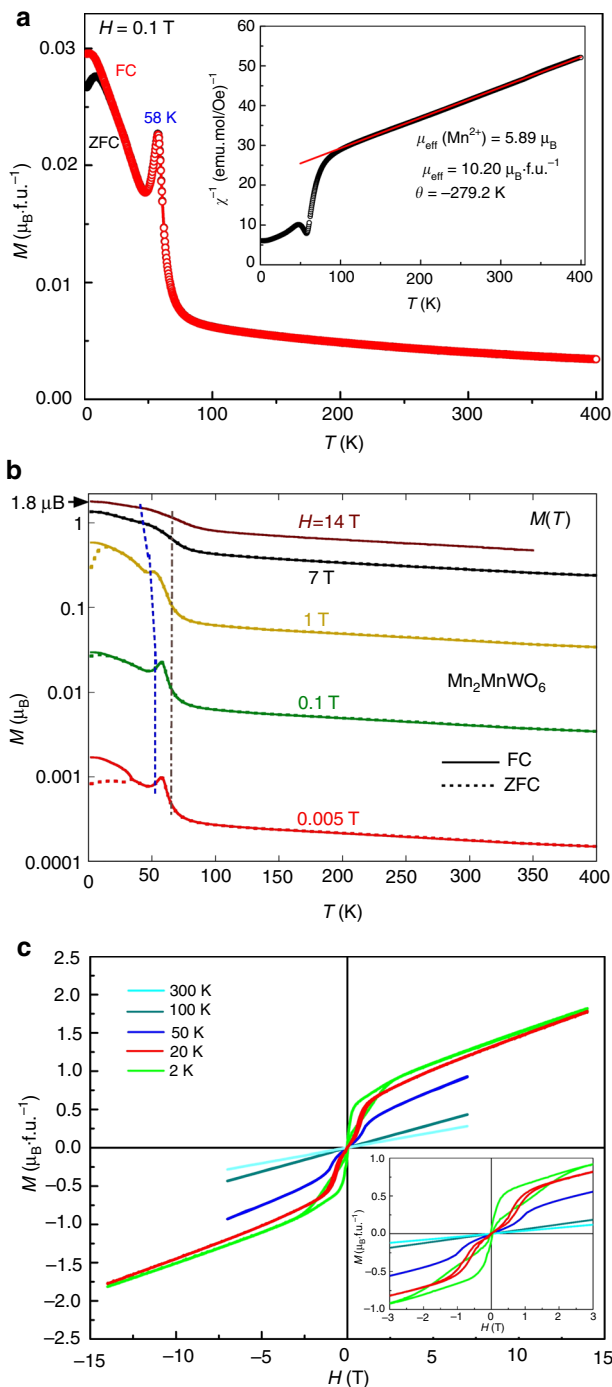 a
H = 0.1 T
FC
ZFC
58 K
0.03
0.02
0.01
0.00
M (μB·f.u.⁻¹)
0
100
200
300
400
T (K)
60
50
40
30
20
10
0
χ⁻¹ (emu.mol/Oe)⁻¹
μeff (Mn²⁺) = 5.89 μB
μeff = 10.20 μB·f.u.⁻¹
θ = –279.2 K
0
100
200
300
400
T (K)
b
1.8 μB
H=14 T
M(T)
7 T
1 T
Mn₂MnWO₆
0.1 T
FC
ZFC
0.005 T
1
0.1
0.01
0.001
0.0001
M (μB)
0
50
100
150
200
250
300
350
400
T (K)
c
2.5
2.0
1.5
1.0
0.5
0.0
–0.5
–1.0
–1.5
–2.0
–2.5
M (μB·f.u.⁻¹)
300 K
100 K
50 K
20 K
2 K
–15
–10
–5
0
5
10
15
H (T)
1.0
0.5
0.0
–0.5
–1.0
M (μB·f.u.⁻¹)
–3
–2
–1
0
1
2
3
H (T)